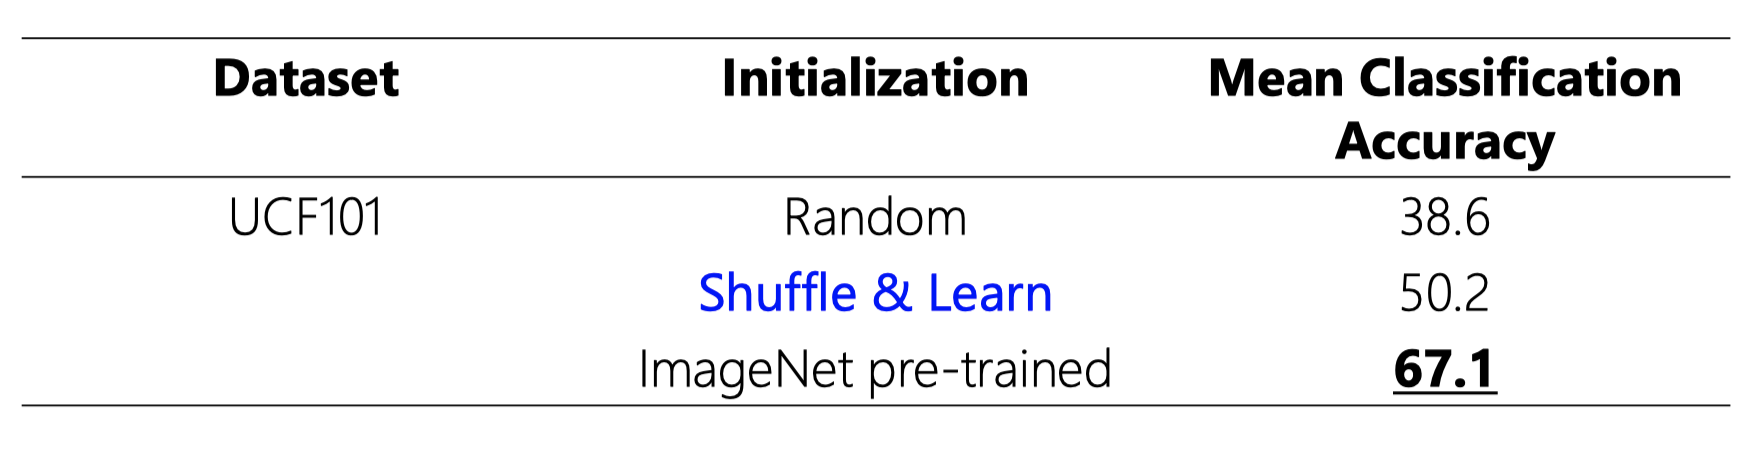 Dataset Initialization Mean Classification
Accuracy
UCF101 Random 38.6
Shuffle & Learn 50.2
ImageNet pre-trained 67.1